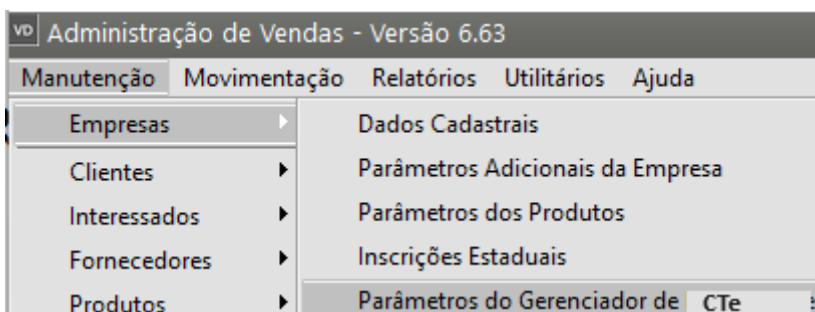 VD Administração de Vendas - Versão 6.63
Manutenção Movimentação Relatórios Utilitários Ajuda
Empresas
Clientes
Interessados
Fornecedores
Produtos
Dados Cadastrais
Parâmetros Adicionais da Empresa
Parâmetros dos Produtos
Inscrições Estaduais
Parâmetros do Gerenciador de CTe